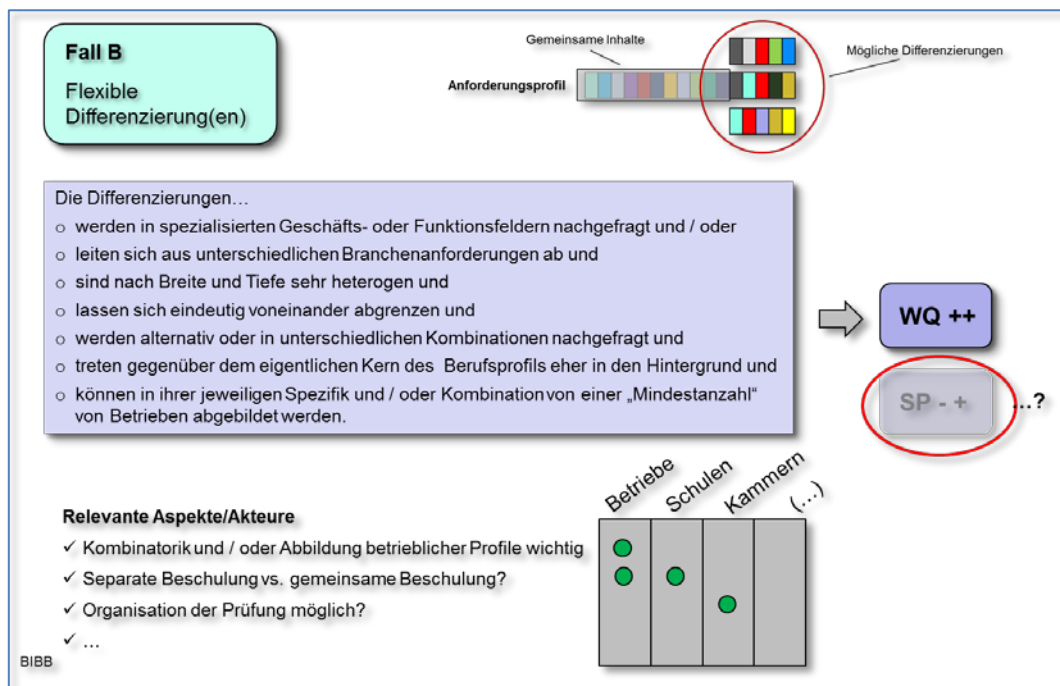 Fall B
Flexible
Differenzierung(en)
Gemeinsame Inhalte
Mögliche Differenzierungen
Anforderungsprofil
Die Differenzierungen…
o werden in spezialisierten Geschäfts- oder Funktionsfeldern nachgefragt und / oder
o leiten sich aus unterschiedlichen Branchenanforderungen ab und
o sind nach Breite und Tiefe sehr heterogen und
o lassen sich eindeutig voneinander abgrenzen und
o werden alternativ oder in unterschiedlichen Kombinationen nachgefragt und
o treten gegenüber dem eigentlichen Kern des Berufsprofils eher in den Hintergrund und
o können in ihrer jeweiligen Spezifik und / oder Kombination von einer „Mindestanzahl“
von Betrieben abgebildet werden.
WQ ++
SP - +
…?
Betriebe
Schulen
Kammern
(…)
Relevante Aspekte/Akteure
✓ Kombinatorik und / oder Abbildung betrieblicher Profile wichtig
✓ Separate Beschulung vs. gemeinsame Beschulung?
✓ Organisation der Prüfung möglich?
✓ …
BIBB